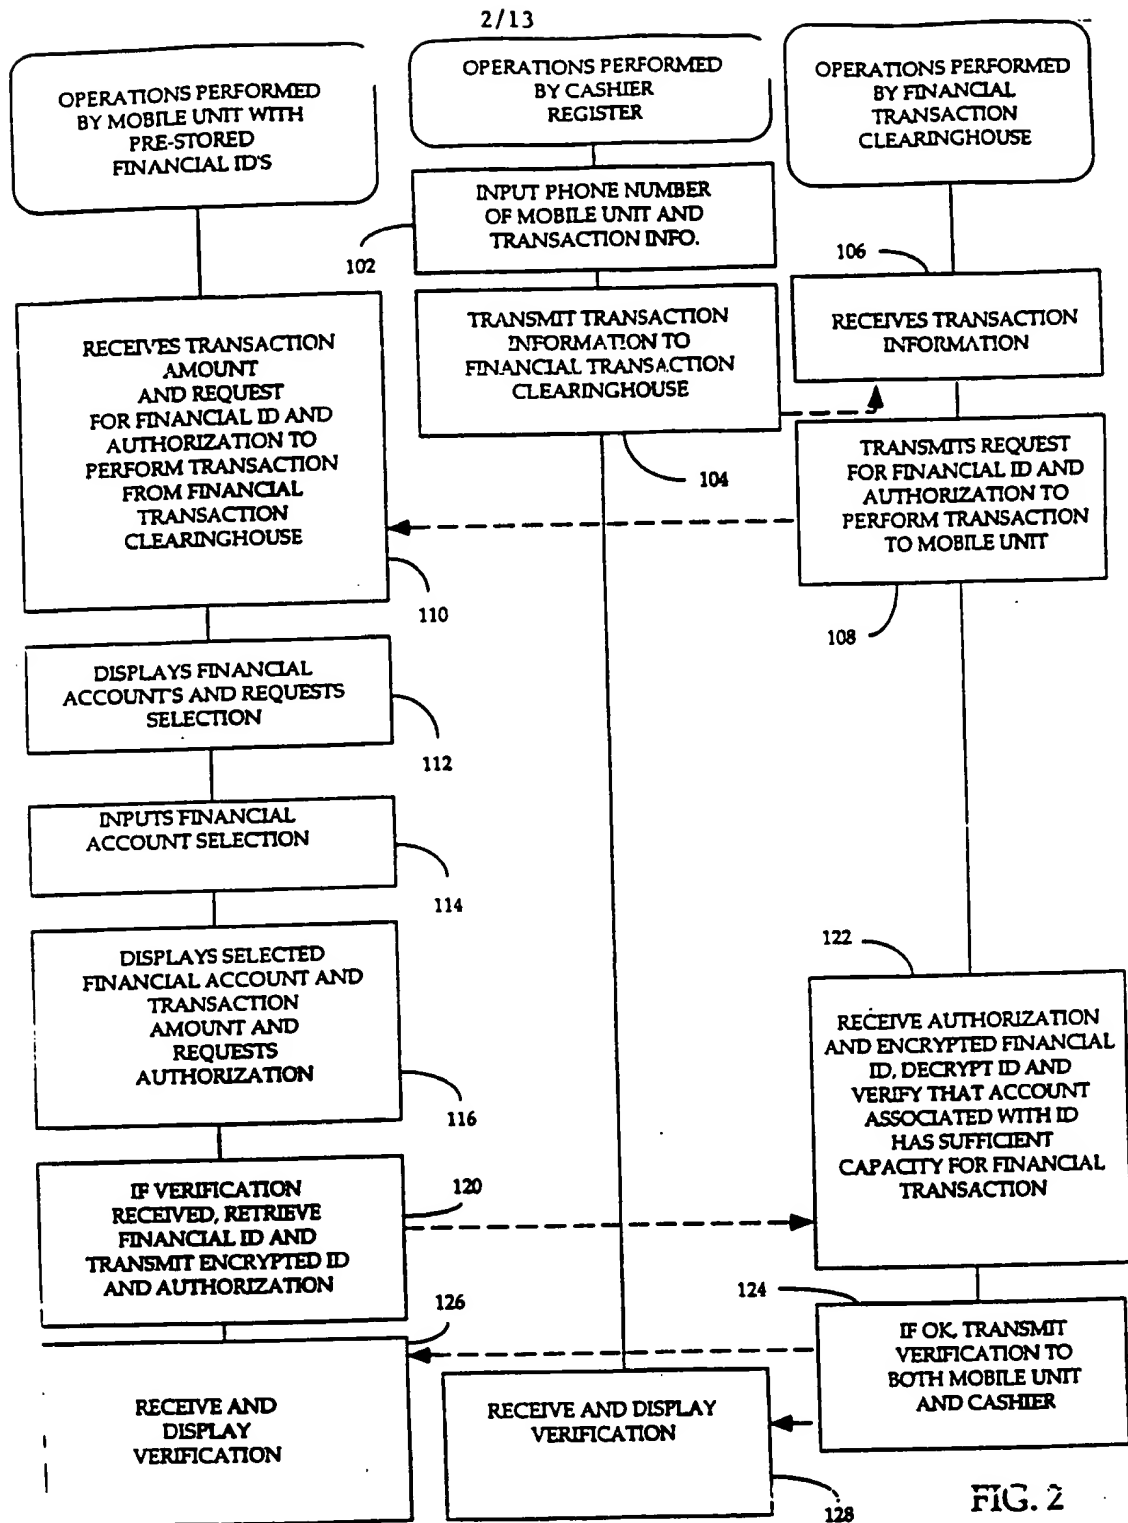 2/13
OPERATIONS PERFORMED
BY MOBILE UNIT WITH
PRE-STORED
FINANCIAL ID'S
OPERATIONS PERFORMED
BY CASHIER
REGISTER
OPERATIONS PERFORMED
BY FINANCIAL
TRANSACTION
CLEARINGHOUSE
INPUT PHONE NUMBER
OF MOBILE UNIT AND
TRANSACTION INFO.
102
106
RECEIVES TRANSACTION
AMOUNT
AND REQUEST
FOR FINANCIAL ID AND
AUTHORIZATION TO
PERFORM TRANSACTION
FROM FINANCIAL
TRANSACTION
CLEARINGHOUSE
110
TRANSMIT TRANSACTION
INFORMATION TO
FINANCIAL TRANSACTION
CLEARINGHOUSE
104
RECEIVES TRANSACTION
INFORMATION
TRANSMITS REQUEST
FOR FINANCIAL ID AND
AUTHORIZATION TO
PERFORM TRANSACTION
TO MOBILE UNIT
108
DISPLAYS FINANCIAL
ACCOUNTS AND REQUESTS
SELECTION
112
INPUTS FINANCIAL
ACCOUNT SELECTION
114
DISPLAYS SELECTED
FINANCIAL ACCOUNT AND
TRANSACTION
AMOUNT AND
REQUESTS
AUTHORIZATION
116
122
RECEIVE AUTHORIZATION
AND ENCRYPTED FINANCIAL
ID, DECRYPT ID AND
VERIFY THAT ACCOUNT
ASSOCIATED WITH ID
HAS SUFFICIENT
CAPACITY FOR FINANCIAL
TRANSACTION
IF VERIFICATION
RECEIVED, RETRIEVE
FINANCIAL ID AND
TRANSMIT ENCRYPTED ID
AND AUTHORIZATION
120
124
IF OK, TRANSMIT
VERIFICATION TO
BOTH MOBILE UNIT
AND CASHIER
126
RECEIVE AND
DISPLAY
VERIFICATION
RECEIVE AND DISPLAY
VERIFICATION
128
FIG. 2